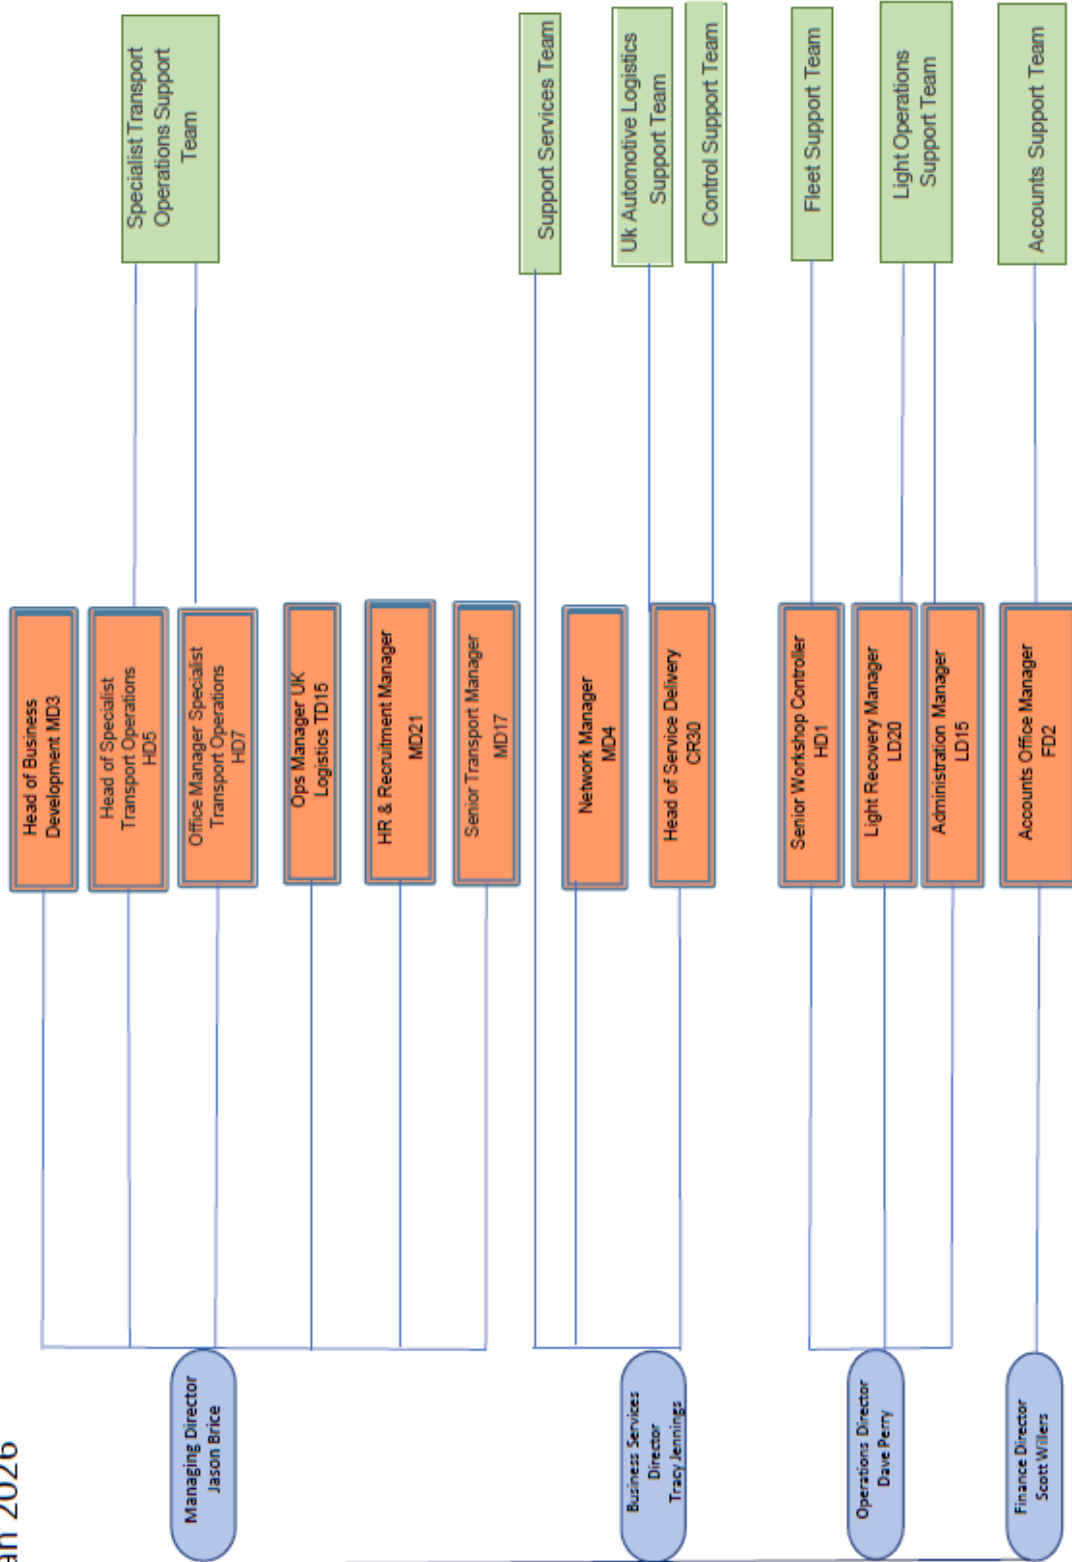 an 2026
Managing Director
Jason Brice
Business Services
Director
Tracy Jennings
Operations Director
Dave Perry
Finance Director
Scott Willers
Head of Business
Development MD3
Head of Specialist
Transport Operations
HD5
Office Manager Specialist
Transport Operations
HD7
Ops Manager UK
Logistics TD15
HR & Recruitment Manager
MD21
Senior Transport Manager
MD17
Network Manager
MD4
Head of Service Delivery
CR30
Senior Workshop Controller
HD1
Light Recovery Manager
LD20
Administration Manager
LD15
Accounts Office Manager
FD2
Specialist Transport
Operations Support
Team
Support Services Team
Uk Automotive Logistics
Support Team
Control Support Team
Fleet Support Team
Light Operations
Support Team
Accounts Support Team